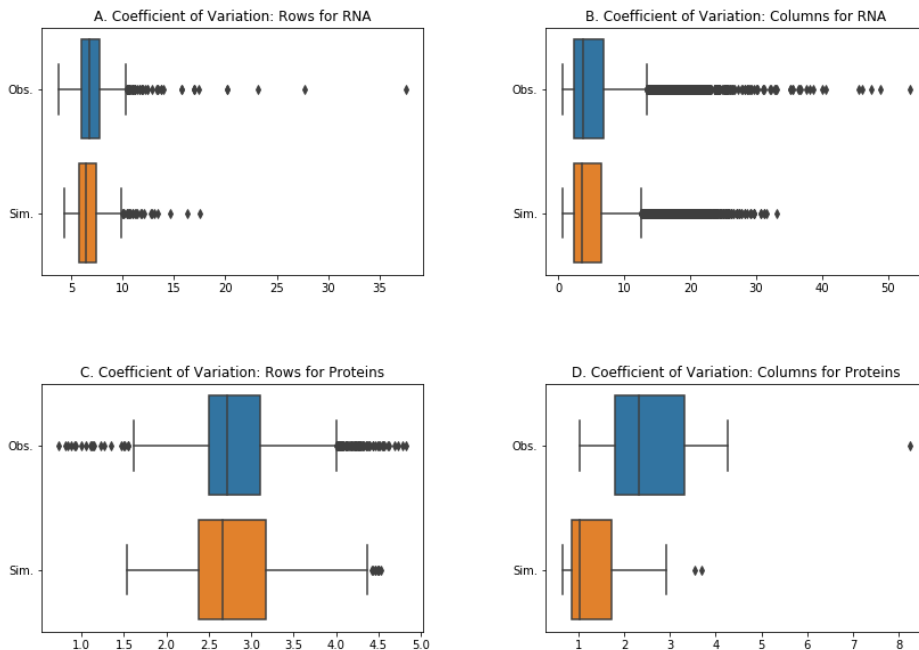 A. Coefficient of Variation: Rows for RNA
Obs.
Sim.
5 10 15 20 25 30 35
B. Coefficient of Variation: Columns for RNA
Obs.
Sim.
0 10 20 30 40 50
C. Coefficient of Variation: Rows for Proteins
Obs.
Sim.
1.0 1.5 2.0 2.5 3.0 3.5 4.0 4.5 5.0
D. Coefficient of Variation: Columns for Proteins
Obs.
Sim.
1 2 3 4 5 6 7 8